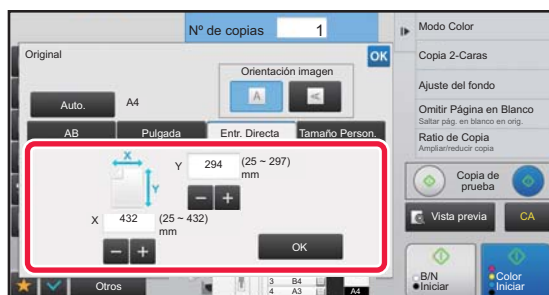 Nº de copias 1
Original
OK
Orientación imagen
A A
Auto. A4
AB Pulgada Entr. Directa Tamaño Person.
X
Y
Y 294 (25 ~ 297)
mm
X 432 (25 ~ 432)
mm
OK
Otros
3 B4
4 A3
A4
Modo Color
Copia 2-Caras
Ajuste del fondo
Omitir Página en Blanco
Saltar pág. en blanco en orig.
Ratio de Copia
Ampliar/reducir copia
Copia de
prueba
Vista previa
CA
B/N
Iniciar
Color
Iniciar